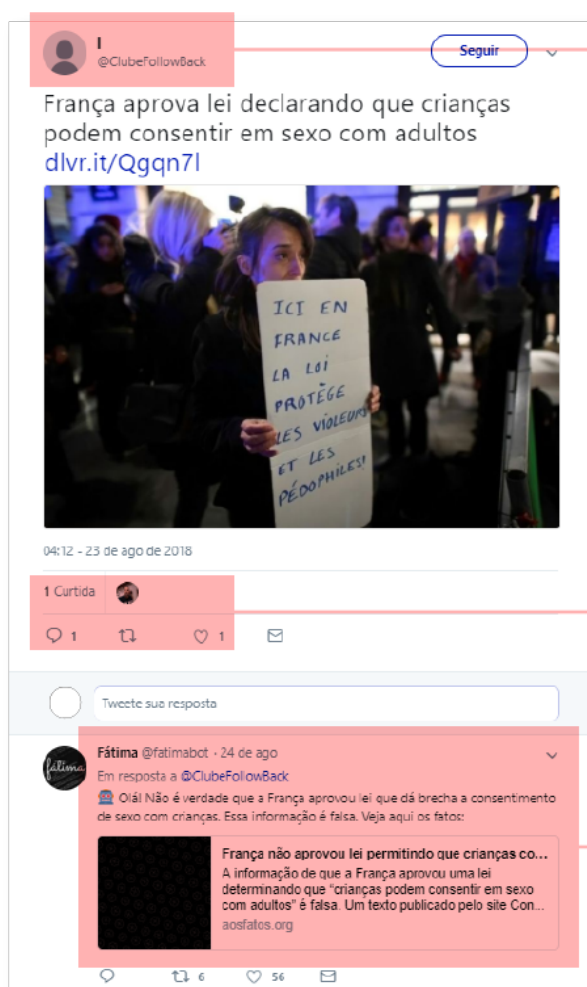 I
@ClubeFollowBack
Seguir
França aprova lei declarando que crianças
podem consentir em sexo com adultos
dlvr.it/Qgqn7l
ICI EN
FRANCE
LA LOI
PROTÈGE
LES VIOLEURS
ET LES
PÉDOPHILES!
04:12 - 23 de ago de 2018
1 Curtida
1
1
Tweete sua resposta
fátima
Fátima @fatimabot · 24 de ago
Em resposta a @ClubeFollowBack
Olá! Não é verdade que a França aprovou lei que dá brecha a consentimento
de sexo com crianças. Essa informação é falsa. Veja aqui os fatos:
França não aprovou lei permitindo que crianças co...
A informação de que a França aprovou uma lei
determinando que “crianças podem consentir em sexo
com adultos” é falsa. Um texto publicado pelo site Con...
aosfatos.org
6
56